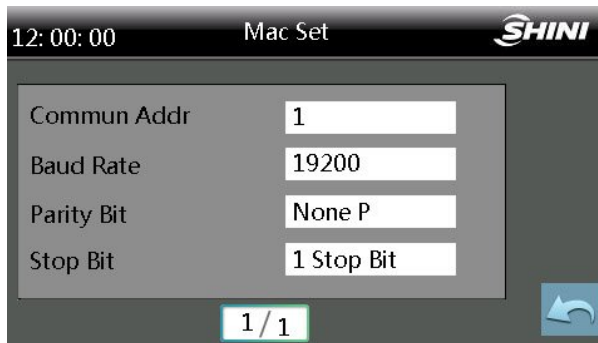 12: 00: 00 Mac Set SHINI
Commun Addr 1
Baud Rate 19200
Parity Bit None P
Stop Bit 1 Stop Bit
1/1